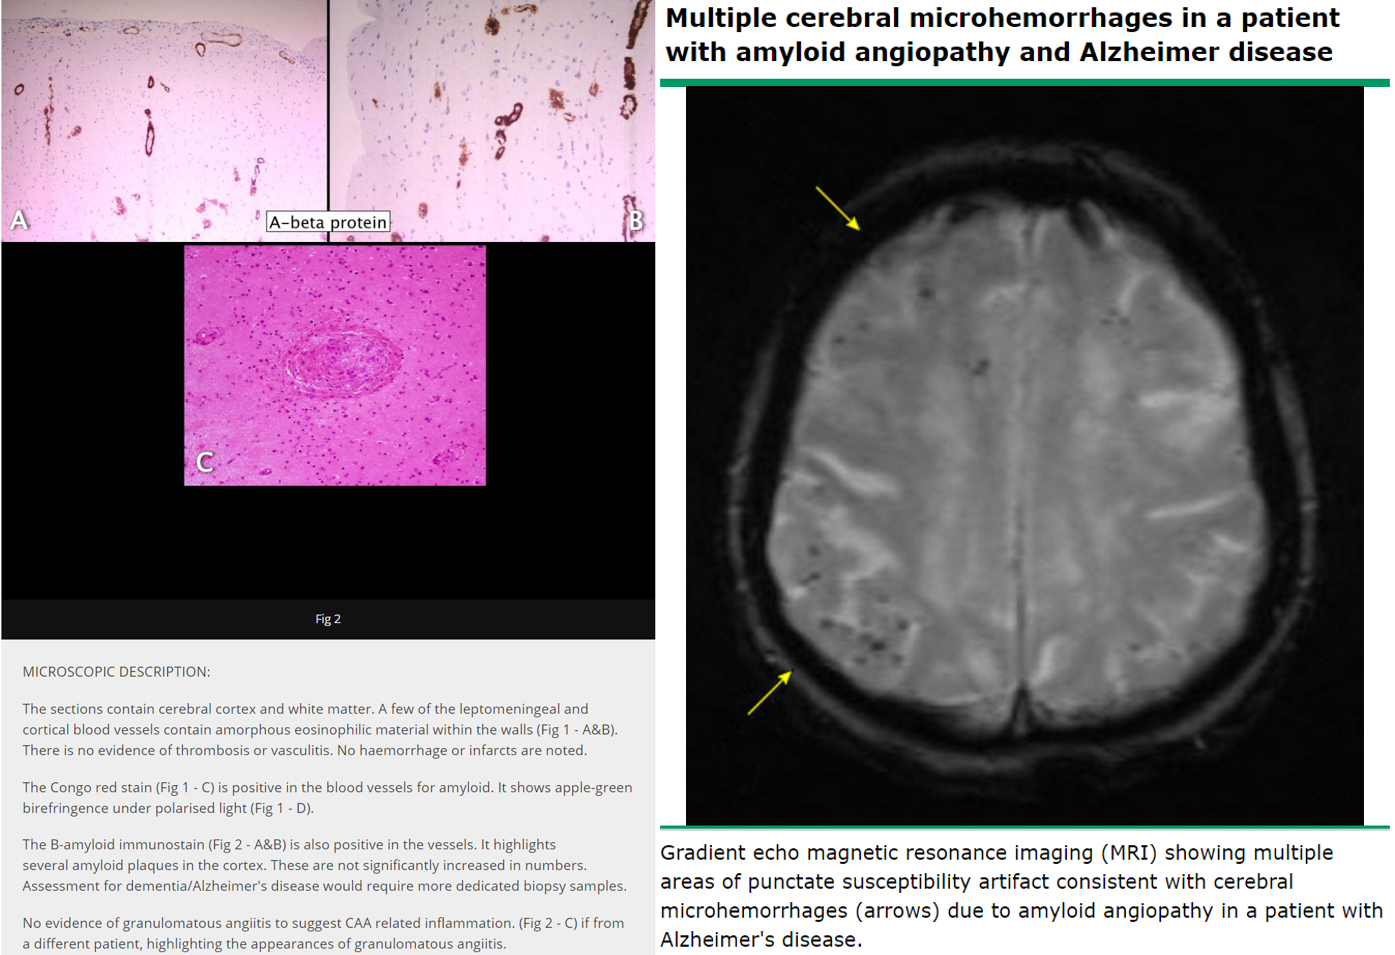 A
A-beta protein
B
C
Fig 2
MICROSCOPIC DESCRIPTION:
The sections contain cerebral cortex and white matter. A few of the leptomeningeal and
cortical blood vessels contain amorphous eosinophilic material within the walls (Fig 1 - A&B).
There is no evidence of thrombosis or vasculitis. No haemorrhage or infarcts are noted.
The Congo red stain (Fig 1 - C) is positive in the blood vessels for amyloid. It shows apple-green
birefringence under polarised light (Fig 1 - D).
The B-amyloid immunostain (Fig 2 - A&B) is also positive in the vessels. It highlights
several amyloid plaques in the cortex. These are not significantly increased in numbers.
Assessment for dementia/Alzheimer's disease would require more dedicated biopsy samples.
No evidence of granulomatous angiitis to suggest CAA related inflammation. (Fig 2 - C) if from
a different patient, highlighting the appearances of granulomatous angiitis.
Multiple cerebral microhemorrhages in a patient
with amyloid angiopathy and Alzheimer disease
Gradient echo magnetic resonance imaging (MRI) showing multiple
areas of punctate susceptibility artifact consistent with cerebral
microhemorrhages (arrows) due to amyloid angiopathy in a patient with
Alzheimer's disease.